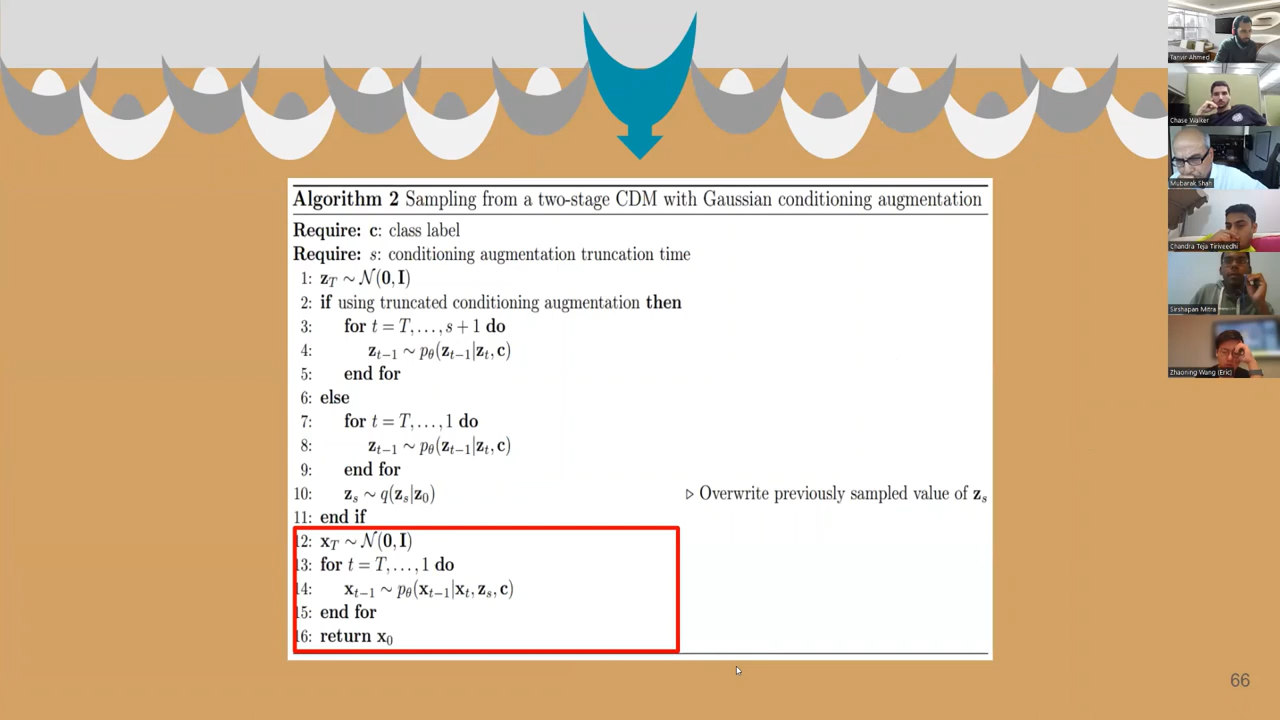 Algorithm 2 Sampling from a two-stage CDM with Gaussian conditioning augmentation
Require: c: class label
Require: s: conditioning augmentation truncation time
1: z_T ∼ N(0, I)
2: if using truncated conditioning augmentation then
3: for t = T, . . . , s + 1 do
4: z_{t−1} ∼ p_θ(z_{t−1}|z_t, c)
5: end for
6: else
7: for t = T, . . . , 1 do
8: z_{t−1} ∼ p_θ(z_{t−1}|z_t, c)
9: end for
10: z_s ∼ q(z_s|z_0) ▷ Overwrite previously sampled value of z_s
11: end if
12: x_T ∼ N(0, I)
13: for t = T, . . . , 1 do
14: x_{t−1} ∼ p_θ(x_{t−1}|x_t, z_s, c)
15: end for
16: return x_0
66
Tanvir Ahmed
Chase Walker
Mubarak Shah
Chandra Teja Tiriveedhi
Sirshapan Mitra
Zhaoning Wang (Eric)